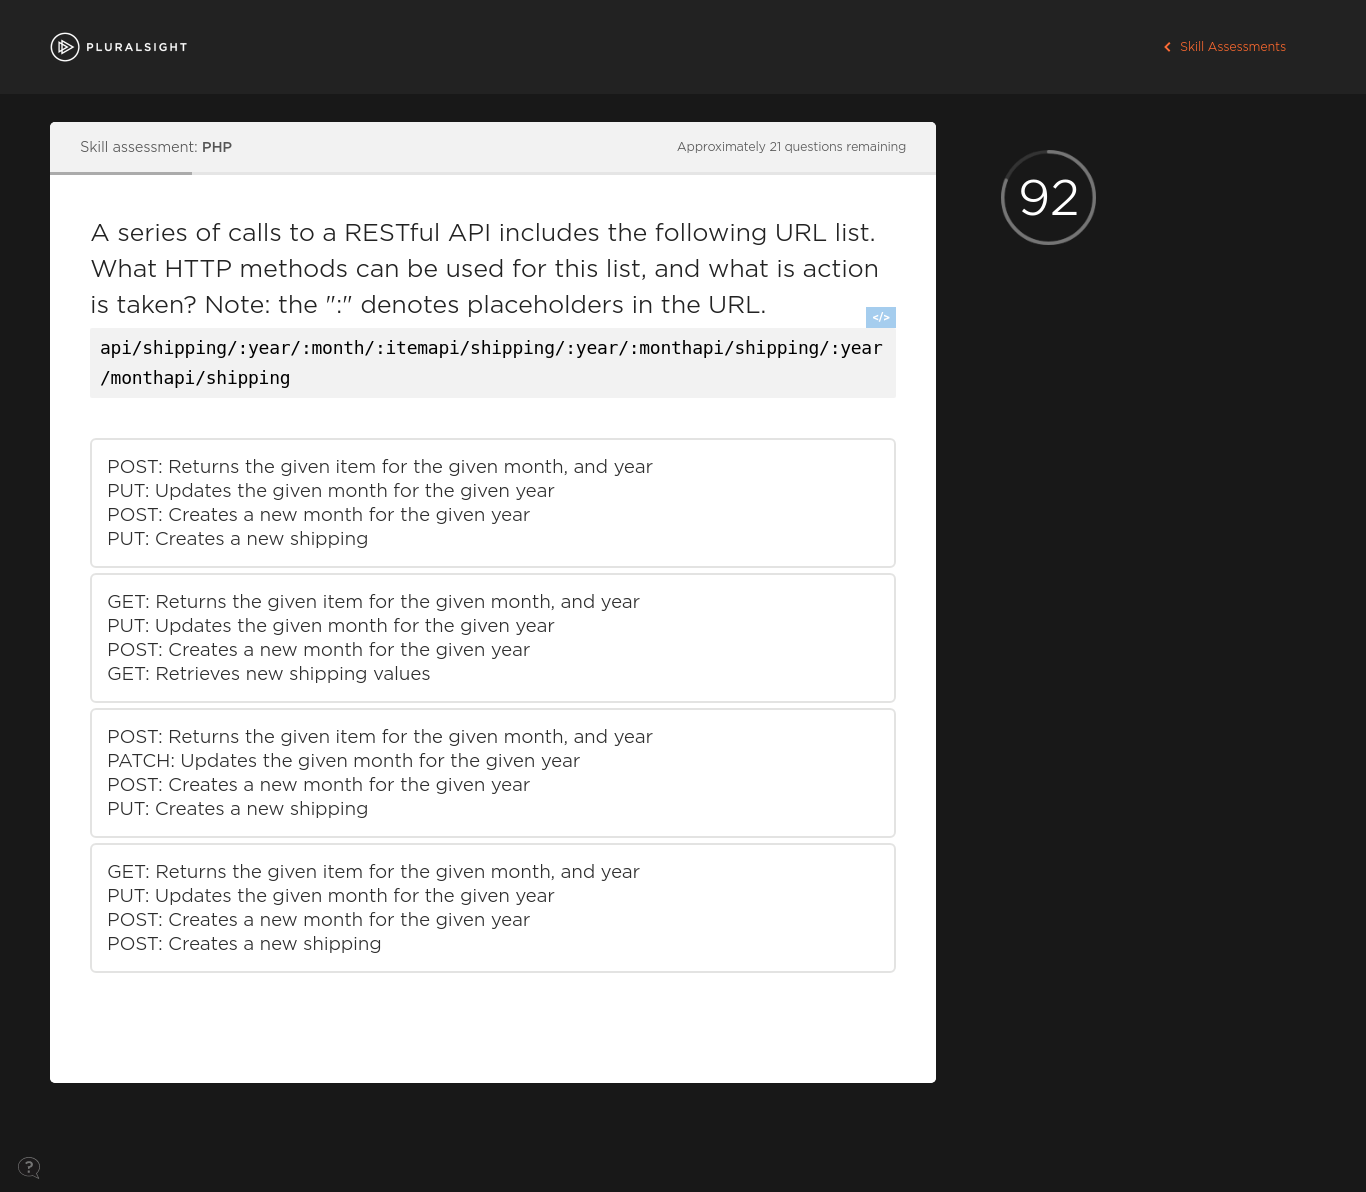 PLURALSIGHT
Skill Assessments
Skill assessment: PHP
Approximately 21 questions remaining
92
A series of calls to a RESTful API includes the following URL list.
What HTTP methods can be used for this list, and what is action
is taken? Note: the ":" denotes placeholders in the URL.
</>
api/shipping/:year/:month/:itemapi/shipping/:year/:monthapi/shipping/:year
/monthapi/shipping
POST: Returns the given item for the given month, and year
PUT: Updates the given month for the given year
POST: Creates a new month for the given year
PUT: Creates a new shipping
GET: Returns the given item for the given month, and year
PUT: Updates the given month for the given year
POST: Creates a new month for the given year
GET: Retrieves new shipping values
POST: Returns the given item for the given month, and year
PATCH: Updates the given month for the given year
POST: Creates a new month for the given year
PUT: Creates a new shipping
GET: Returns the given item for the given month, and year
PUT: Updates the given month for the given year
POST: Creates a new month for the given year
POST: Creates a new shipping
?